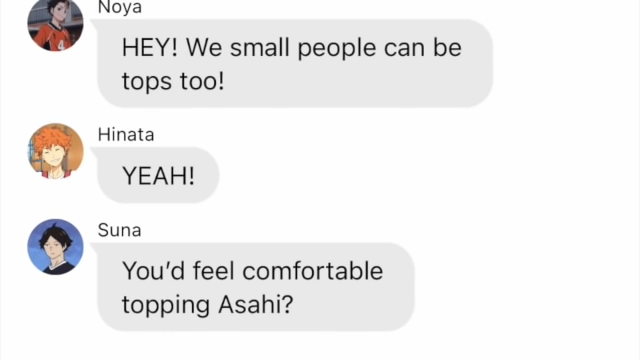 Noya
HEY! We small people can be
tops too!
Hinata
YEAH!
Suna
You’d feel comfortable
topping Asahi?